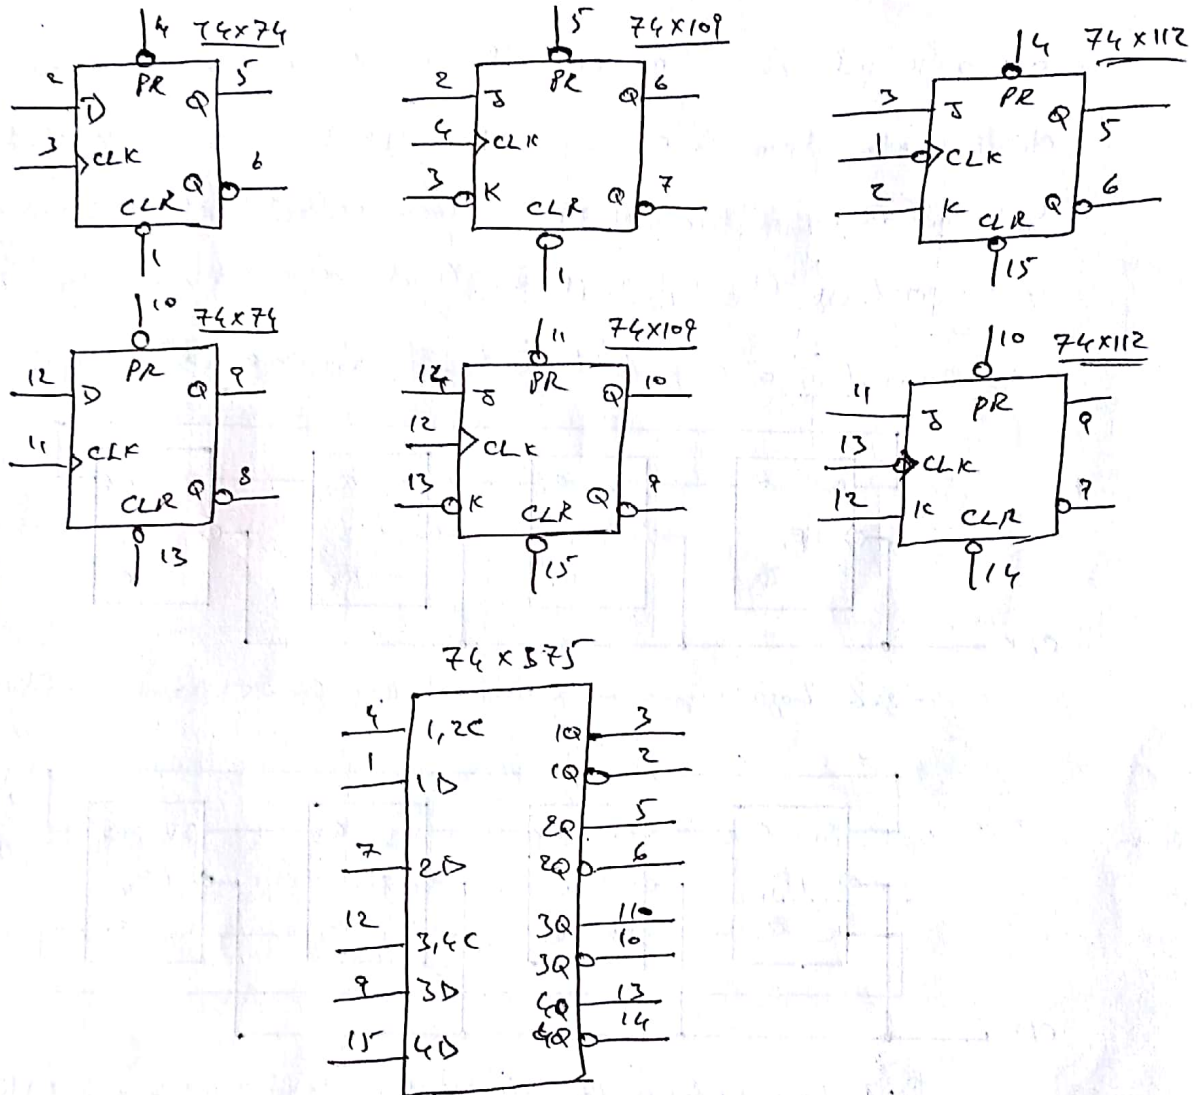 4 74x74
2 D PR Q 5
3 CLK
Q 6
CLR
1
5 74x109
2 J PR Q 6
4 CLK
3 K Q 7
CLR
1
4 74x112
3 J PR Q 5
1 CLK
2 K Q 6
CLR
15
10 74x74
12 D PR Q 9
11 CLK
Q 8
CLR
13
11 74x109
J PR Q 10
12 CLK
13 K Q 9
CLR
15
10 74x112
11 J PR 9
13 CLK
12 K 7
CLR
14
74x375
4 1,2C 1Q 3
1 1D 1Q 2
2Q 5
7 2D 2Q 6
12 3,4C 3Q 11
3Q 10
9 3D 4Q 13
15 4D 4Q 14